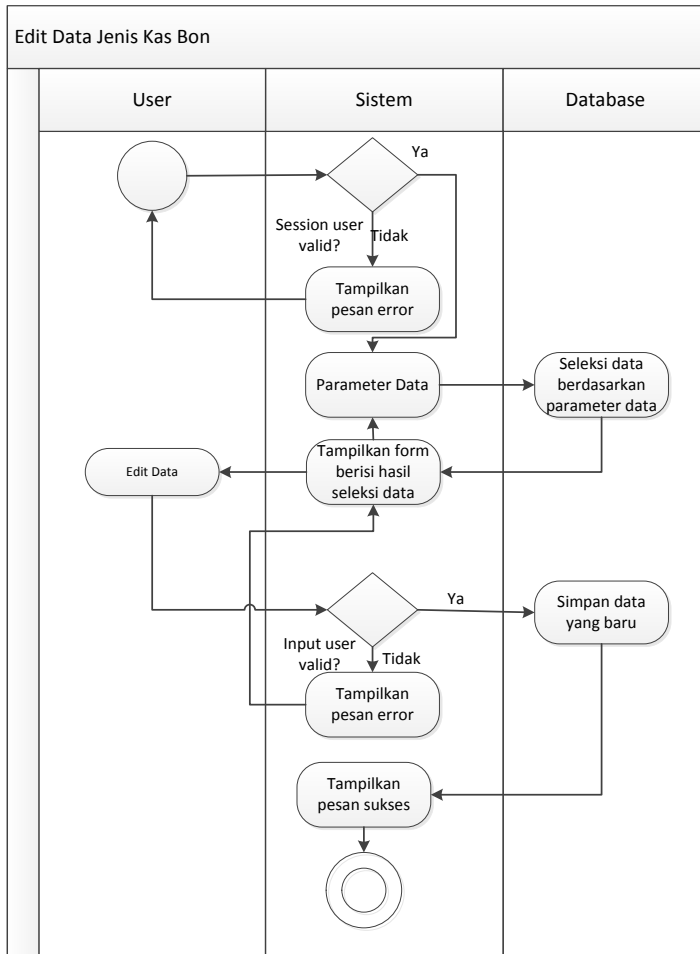 Edit Data Jenis Kas Bon
User
Sistem
Database
Ya
Session user
valid?
Tidak
Tampilkan
pesan error
Parameter Data
Seleksi data
berdasarkan
parameter data
Tampilkan form
berisi hasil
seleksi data
Edit Data
Ya
Simpan data
yang baru
Input user
valid?
Tidak
Tampilkan
pesan error
Tampilkan
pesan sukses